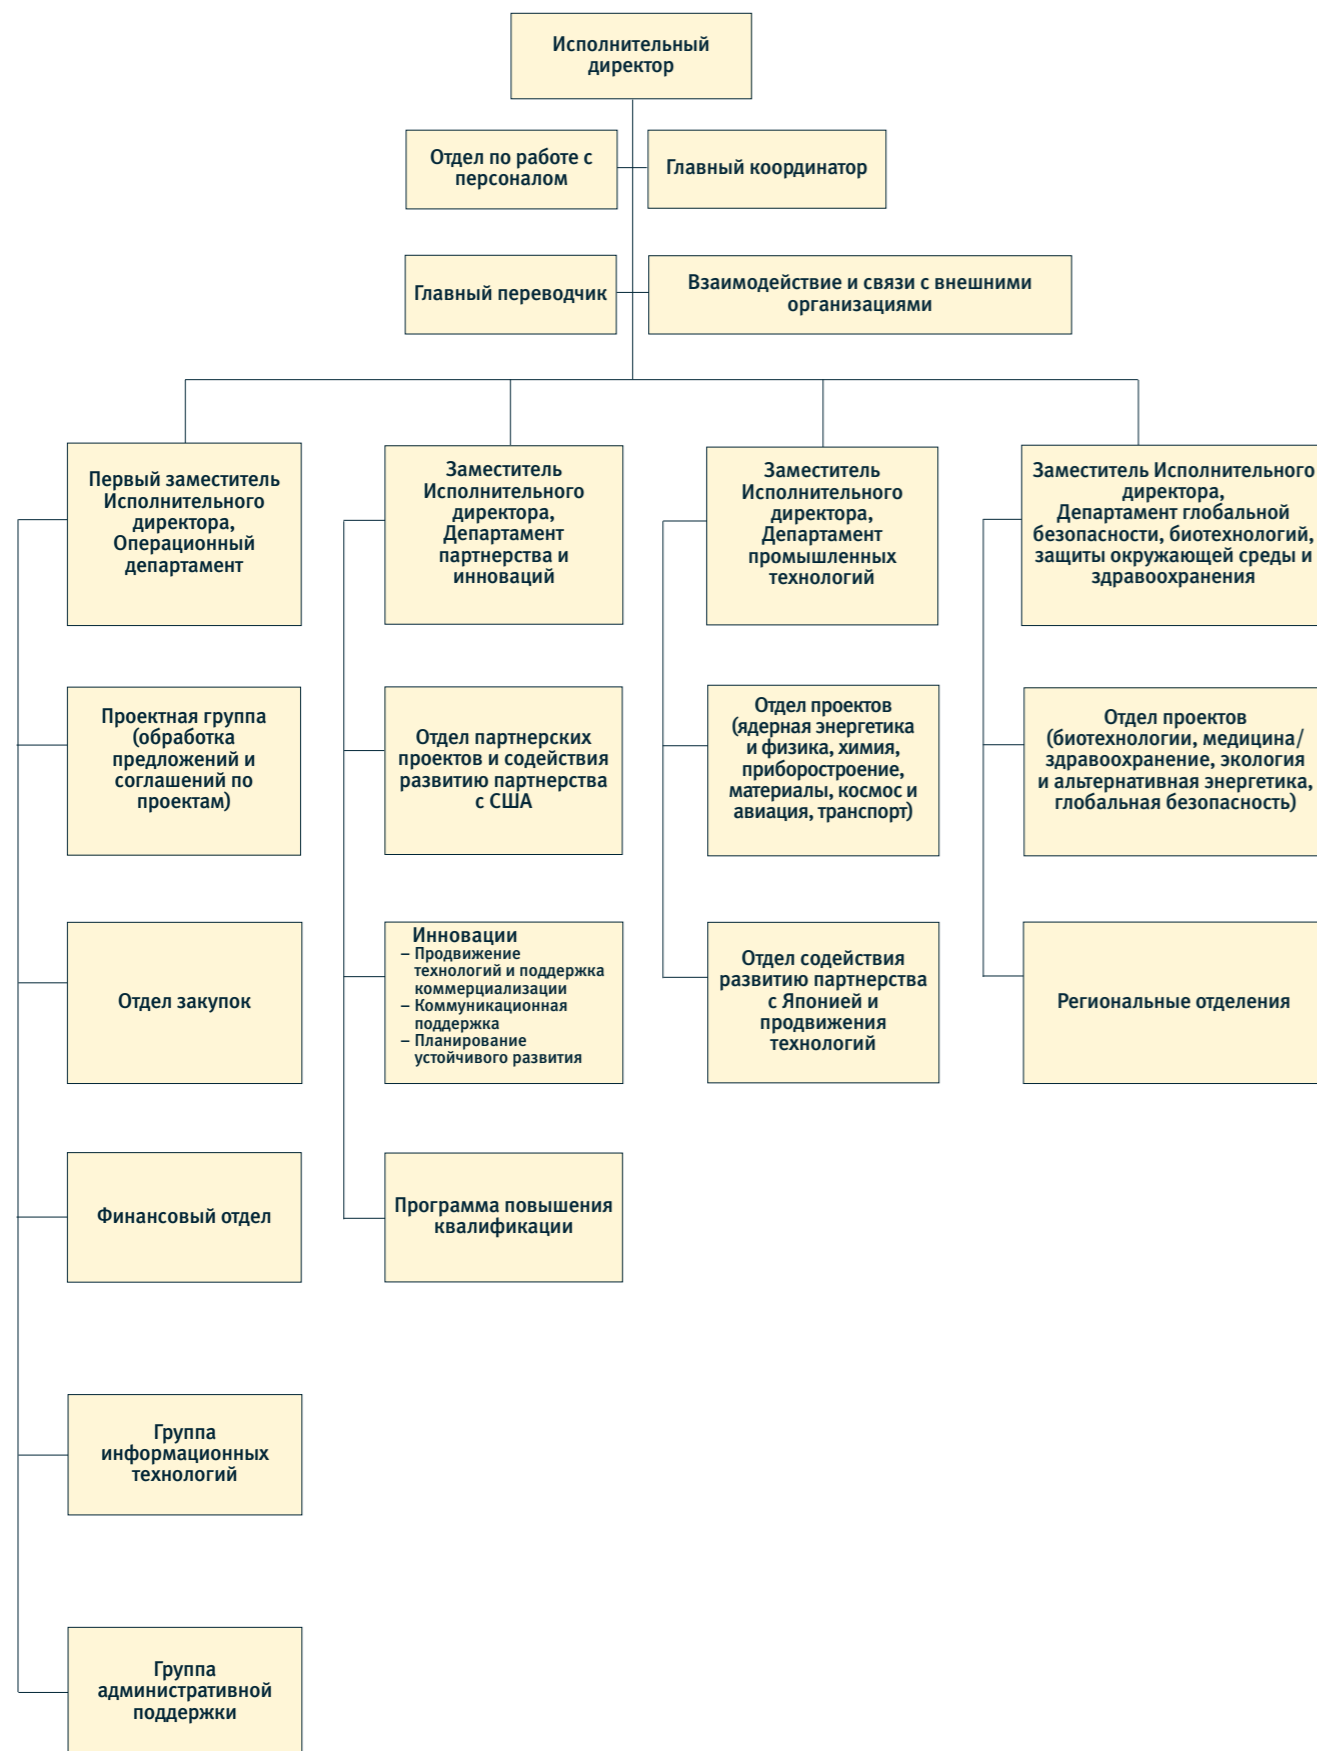 Исполнительный
директор
Отдел по работе с
персоналом
Главный координатор
Главный переводчик
Взаимодействие и связи с внешними
организациями
Первый заместитель
Исполнительного
директора,
Операционный
департамент
Заместитель
Исполнительного
директора,
Департамент
партнерства и
инноваций
Заместитель
Исполнительного
директора,
Департамент
промышленных
технологий
Заместитель Исполнительного
директора,
Департамент глобальной
безопасности, биотехнологий,
защиты окружающей среды и
здравоохранения
Проектная группа
(обработка
предложений и
соглашений по
проектам)
Отдел партнерских
проектов и содействия
развитию партнерства
с США
Отдел проектов
(ядерная энергетика
и физика, химия,
приборостроение,
материалы, космос и
авиация, транспорт)
Отдел проектов
(биотехнологии, медицина/
здравоохранение, экология
и альтернативная энергетика,
глобальная безопасность)
Отдел закупок
Инновации
– Продвижение
технологий и поддержка
коммерциализации
– Коммуникационная
поддержка
– Планирование
устойчивого развития
Отдел содействия
развитию партнерства
с Японией и
продвижения
технологий
Региональные отделения
Финансовый отдел
Программа повышения
квалификации
Группа
информационных
технологий
Группа
административной
поддержки